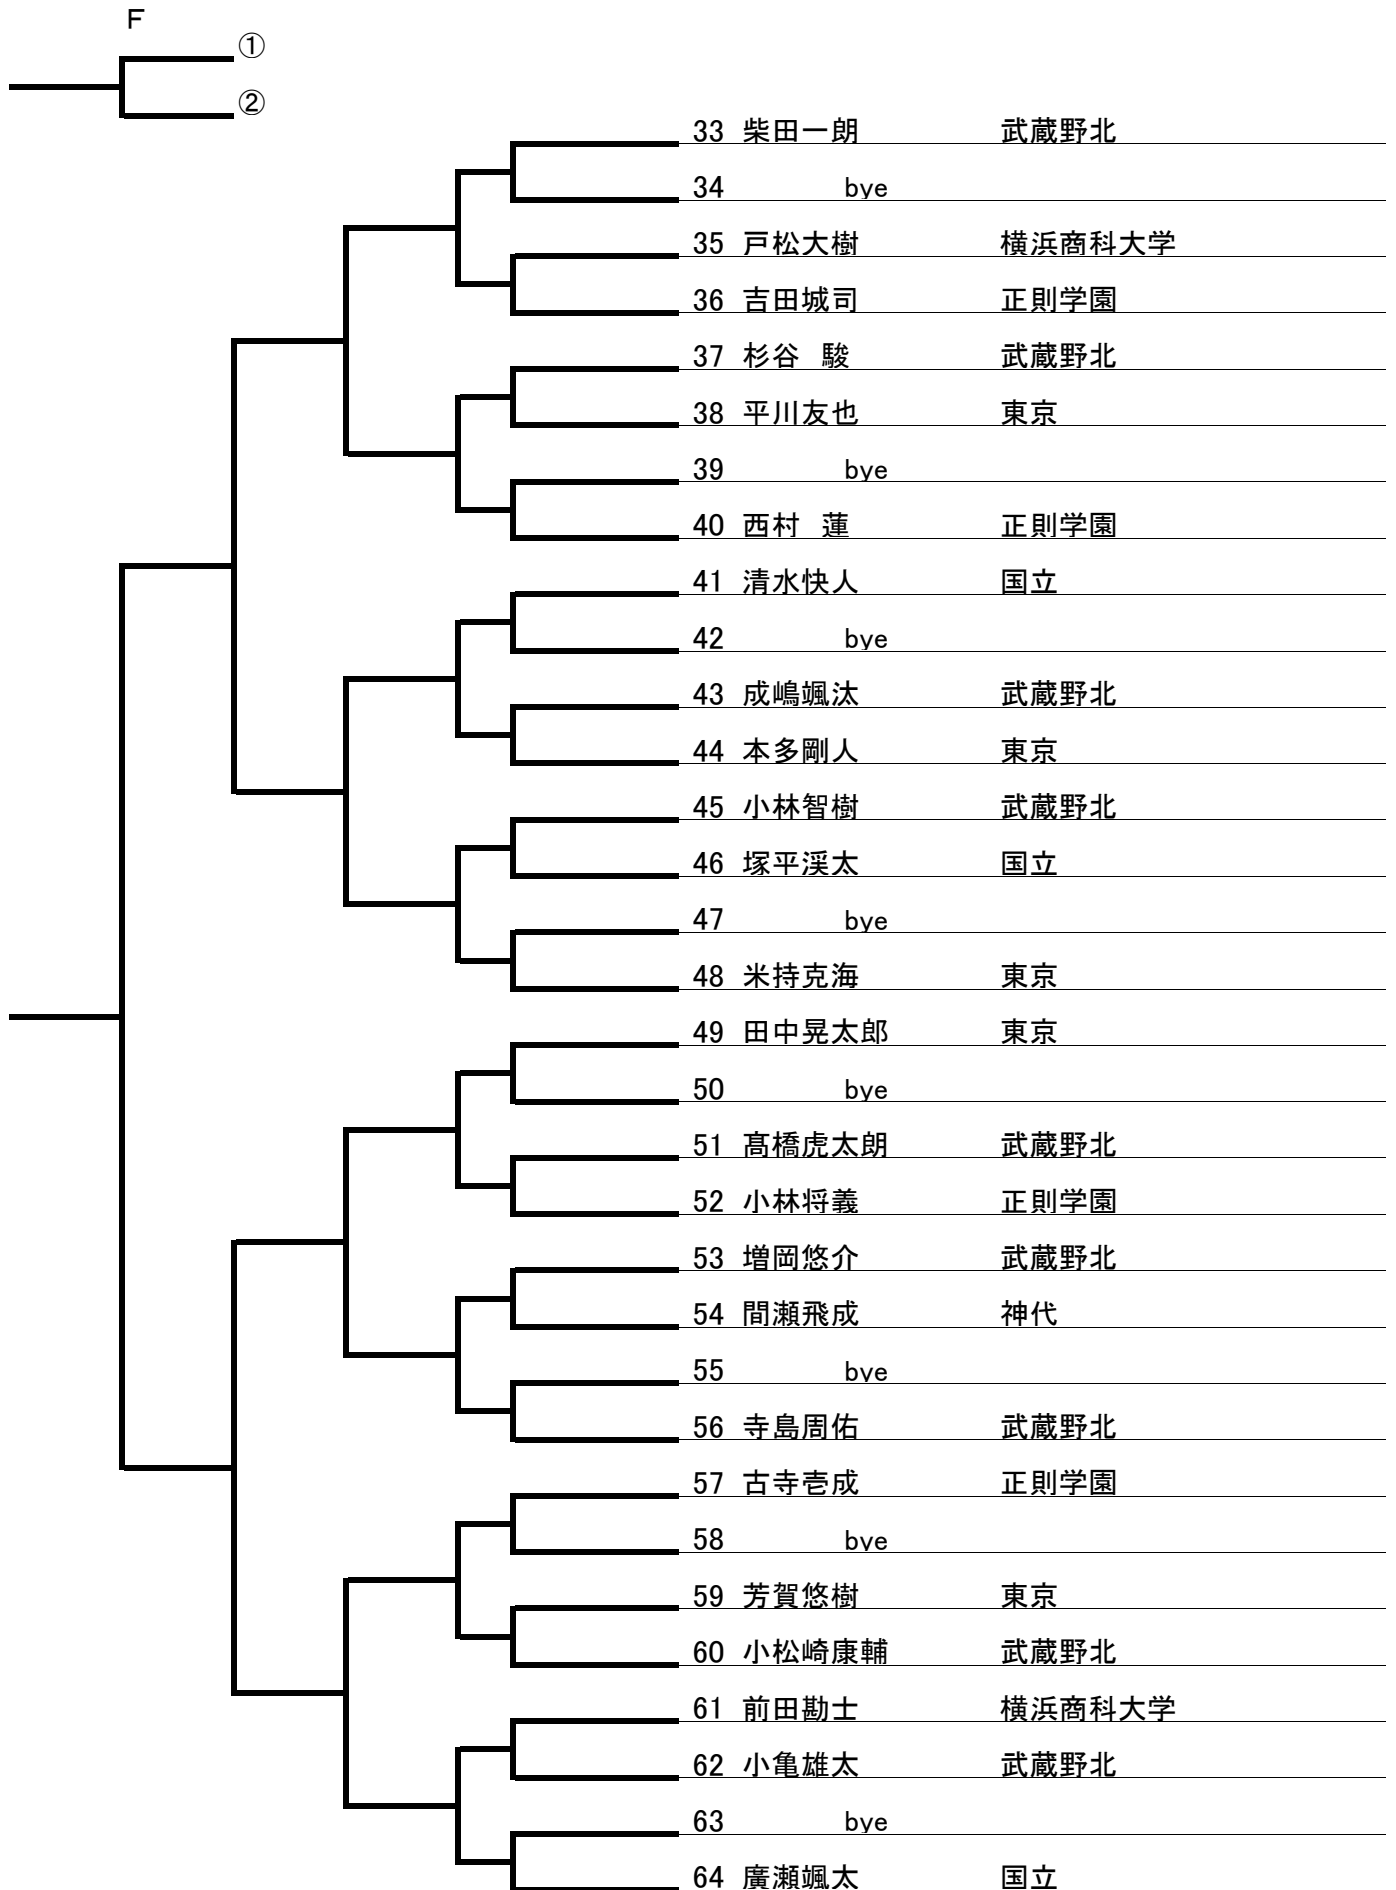 F
①
②
33 柴田一朗 武蔵野北
34 bye
35 戸松大樹 横浜商科大学
36 吉田城司 正則学園
37 杉谷　駿 武蔵野北
38 平川友也 東京
39 bye
40 西村　蓮 正則学園
41 清水快人 国立
42 bye
43 成嶋颯汰 武蔵野北
44 本多剛人 東京
45 小林智樹 武蔵野北
46 塚平渓太 国立
47 bye
48 米持克海 東京
49 田中晃太郎 東京
50 bye
51 髙橋虎太朗 武蔵野北
52 小林将義 正則学園
53 増岡悠介 武蔵野北
54 間瀬飛成 神代
55 bye
56 寺島周佑 武蔵野北
57 古寺壱成 正則学園
58 bye
59 芳賀悠樹 東京
60 小松崎康輔 武蔵野北
61 前田勘士 横浜商科大学
62 小亀雄太 武蔵野北
63 bye
64 廣瀬颯太 国立